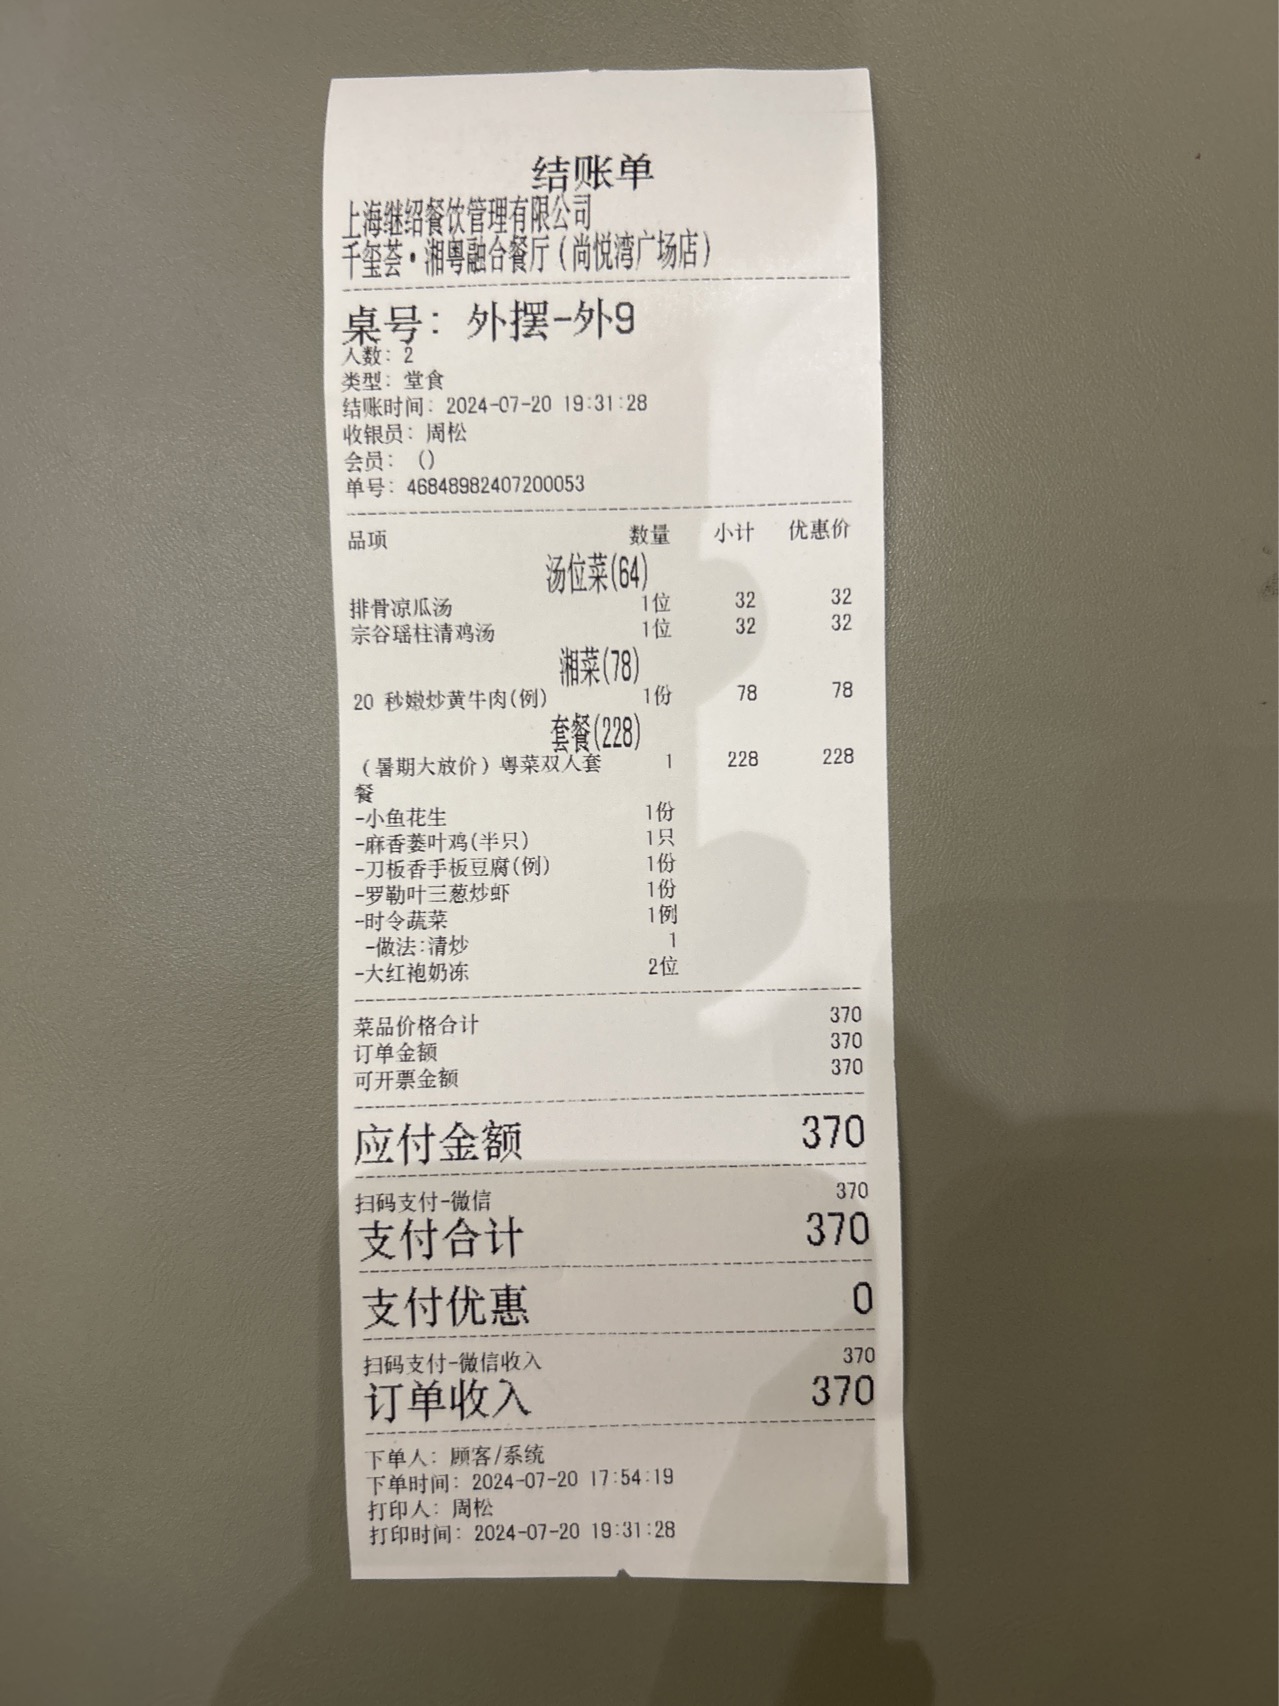 结账单
上海继绍餐饮管理有限公司
千玺荟·湘粤融合餐厅(尚悦湾广场店)
桌号: 外摆-外9
人数: 2
类型: 堂食
结账时间: 2024-07-20 19:31:28
收银员: 周松
会员: ()
单号: 46848982407200053
品项 数量 小计 优惠价
汤位菜(64)
排骨凉瓜汤 1位 32 32
宗谷瑶柱清鸡汤 1位 32 32
湘菜(78)
20 秒嫩炒黄牛肉(例) 1份 78 78
套餐(228)
(暑期大放价)粤菜双人套 1 228 228
餐
-小鱼花生 1份
-麻香蒌叶鸡(半只) 1只
-刀板香手板豆腐(例) 1份
-罗勒叶三葱炒虾 1份
-时令蔬菜 1例
-做法:清炒 1
-大红袍奶冻 2位
菜品价格合计 370
订单金额 370
可开票金额 370
应付金额 370
扫码支付-微信 370
支付合计 370
支付优惠 0
扫码支付-微信收入 370
订单收入 370
下单人: 顾客/系统
下单时间: 2024-07-20 17:54:19
打印人: 周松
打印时间: 2024-07-20 19:31:28